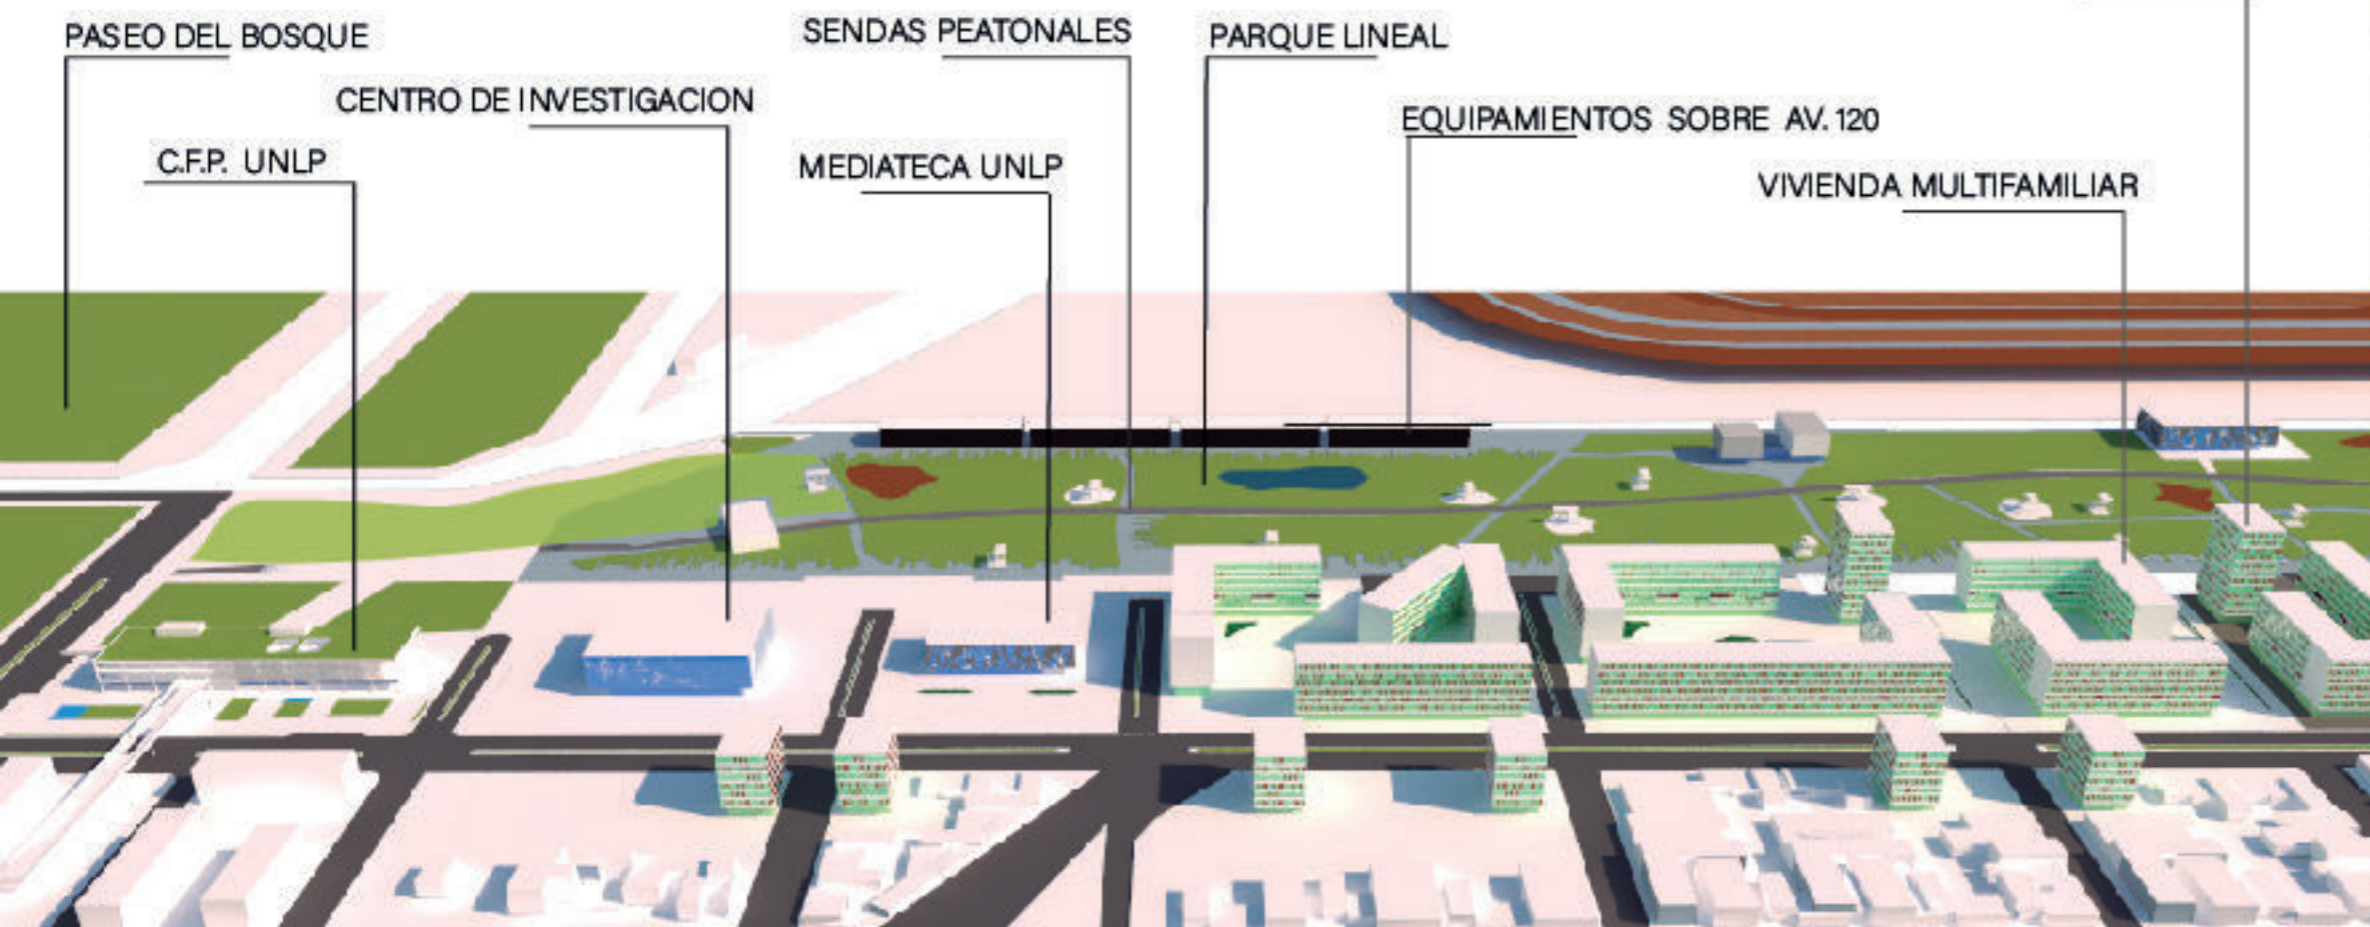 PASEO DEL BOSQUE
SENDAS PEATONALES
PARQUE LINEAL
CENTRO DE INVESTIGACION
EQUIPAMIENTOS SOBRE AV. 120
C.F.P. UNLP
MEDIATECA UNLP
VIVIENDA MULTIFAMILIAR